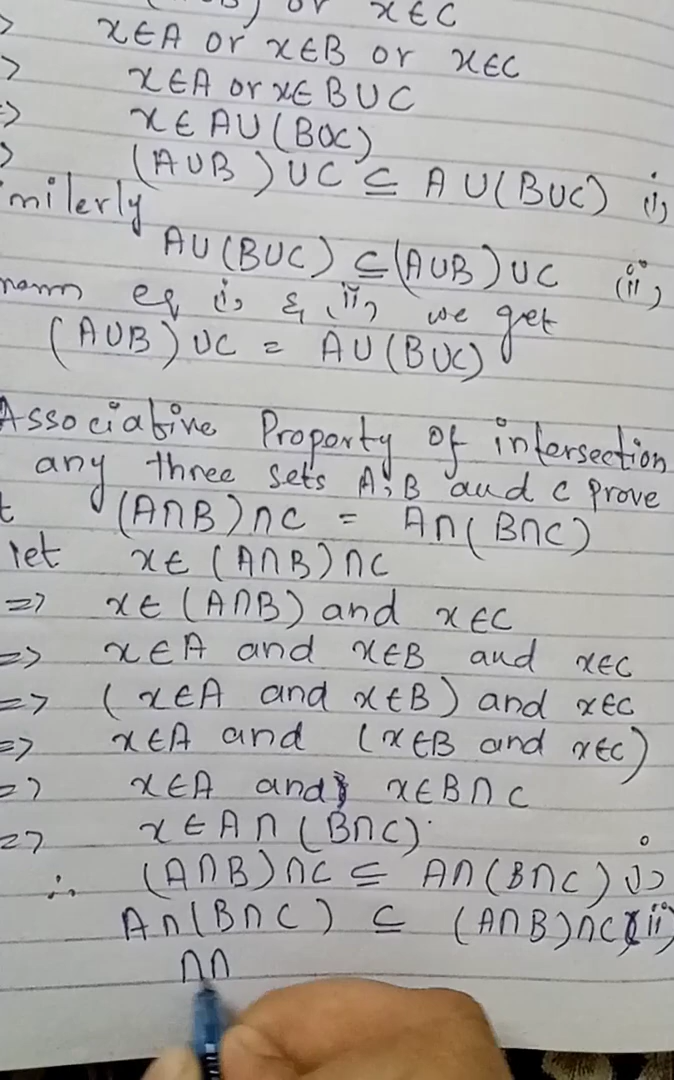 or x∈C
x∈A or x∈B or x∈C
x∈A or x∈B∪C
x∈A∪(B∪C)
(A∪B)∪C ⊆ A∪(B∪C) i)
milerly
A∪(B∪C) ⊆(A∪B)∪C (ii)
eq i, & ii, we get
(A∪B)∪C = A∪(B∪C)
Associative Property of intersection
any three sets A,B and C prove
t (A∩B)∩C = A∩(B∩C)
let x∈(A∩B)∩C
=> x∈(A∩B) and x∈C
=> x∈A and x∈B and x∈C
=> (x∈A and x∈B) and x∈C
=> x∈A and (x∈B and x∈C)
=> x∈A and x∈B∩C
=> x∈A∩(B∩C)
∴ (A∩B)∩C ⊆ A∩(B∩C) i)
A∩(B∩C) ⊆ (A∩B)∩C (ii)
∩∩